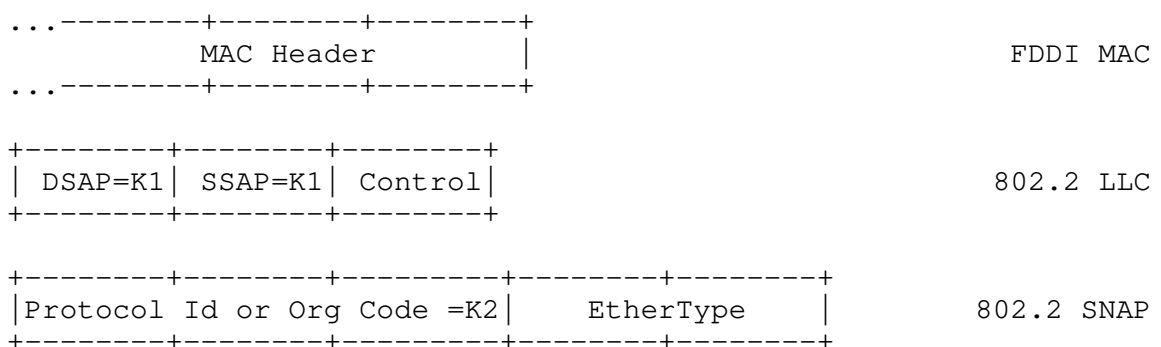 ...--------+--------+--------+
MAC Header | FDDI MAC
...--------+--------+--------+
+--------+--------+--------+
| DSAP=K1| SSAP=K1| Control| 802.2 LLC
+--------+--------+--------+
+--------+--------+---------+--------+--------+
|Protocol Id or Org Code =K2| EtherType | 802.2 SNAP
+--------+--------+---------+--------+--------+